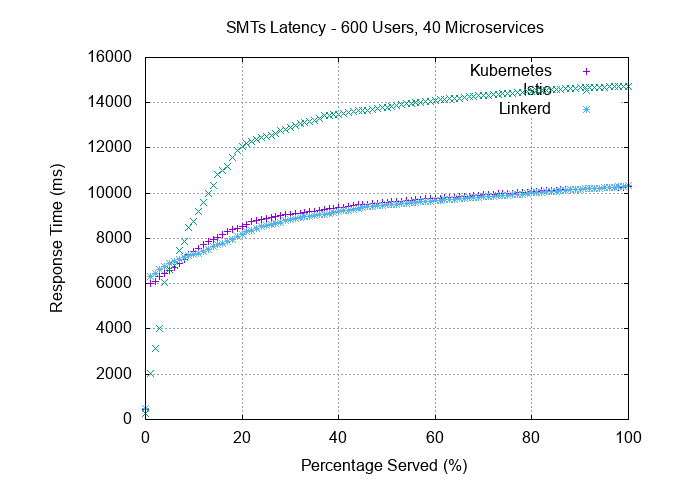 SMTs Latency - 600 Users, 40 Microservices
16000
14000
12000
10000
8000
6000
4000
2000
0
Response Time (ms)
Kubernetes
Istio
Linkerd
0 20 40 60 80 100
Percentage Served (%)